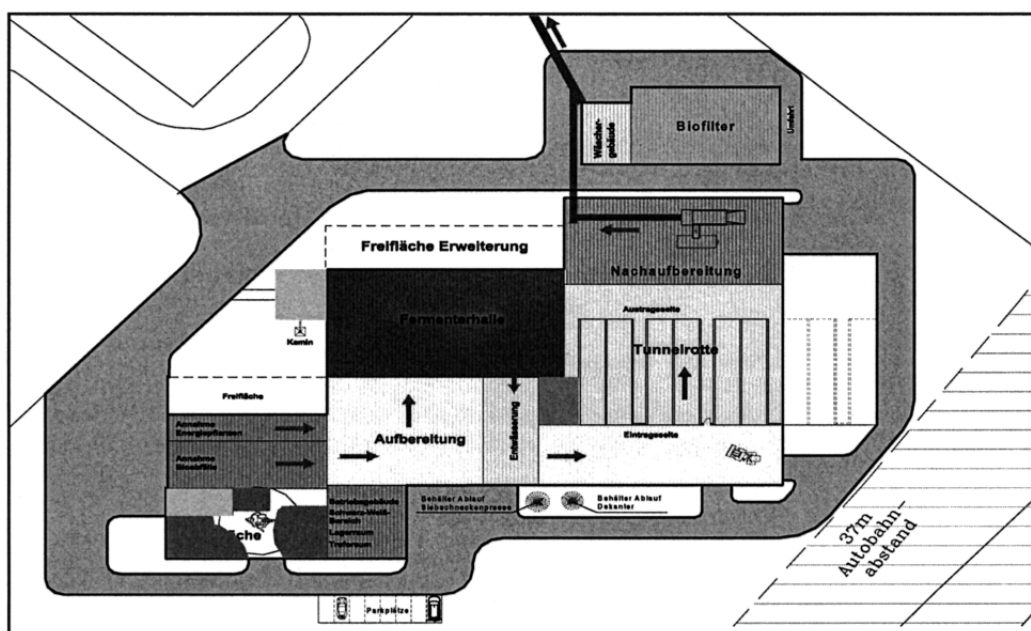 Wäscher-
gebäude
Biofilter
Umfahrt
Freifläche Erweiterung
Nachaufbereitung
Fermenterhalle
Austragsseite
Kamin
Tunnelrotte
Freifläche
Annahme
Energiepflanzen
Aufbereitung
Entwässerung
Eintragsseite
Annahme
Bioabfälle
Betriebsgebäude
Behälter Ablauf
Siebschneckenpresse
Behälter Ablauf
Dekanter
37m
Autobahn-
abstand
Parkplätze